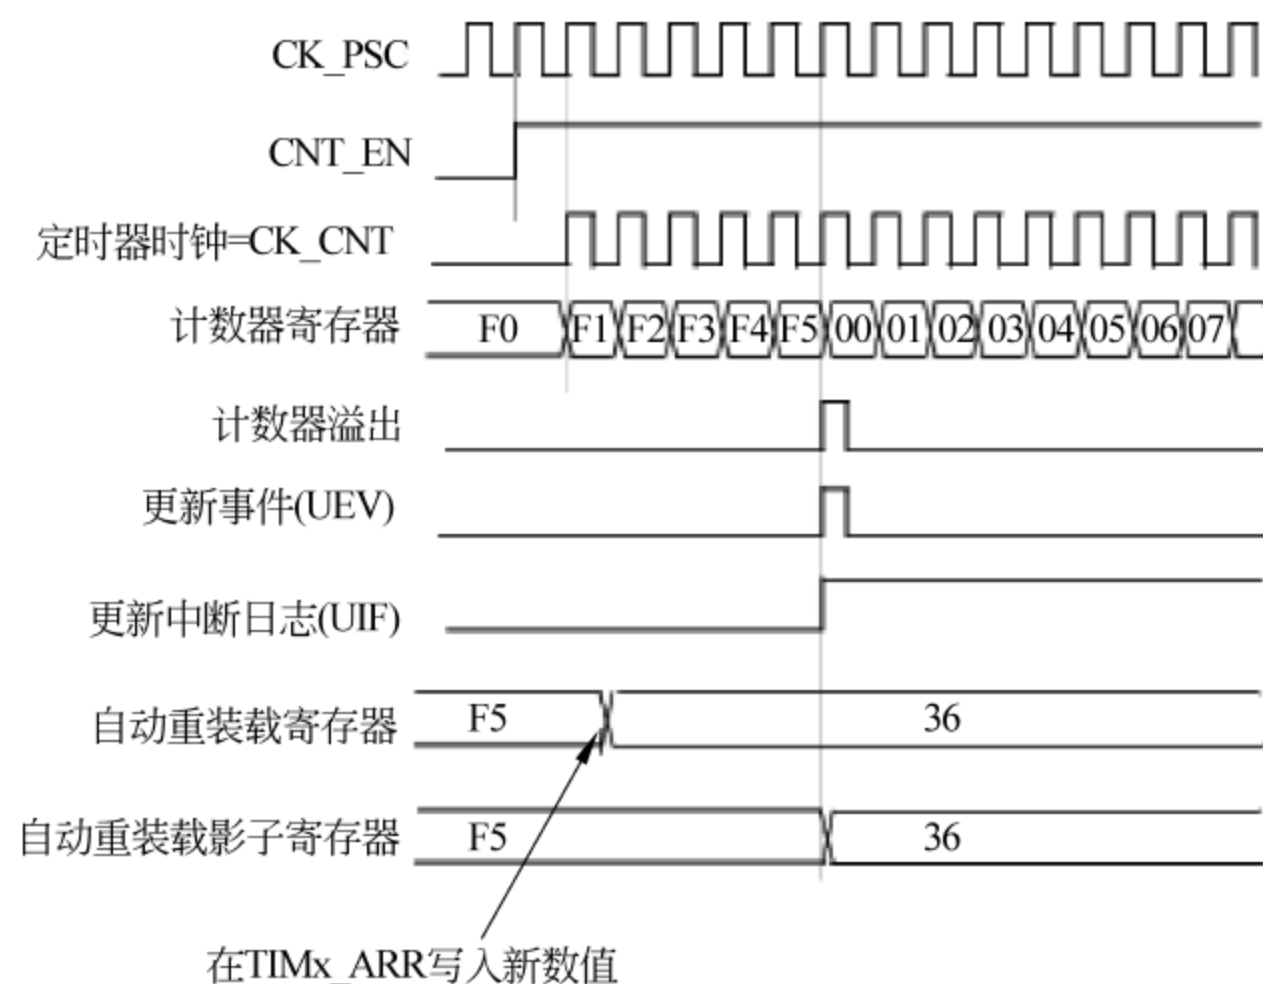 CK_PSC
CNT_EN
定时器时钟=CK_CNT
计数器寄存器 F0 F1 F2 F3 F4 F5 00 01 02 03 04 05 06 07
计数器溢出
更新事件(UEV)
更新中断日志(UIF)
自动重装载寄存器 F5 36
自动重装载影子寄存器 F5 36
在TIMx_ARR写入新数值